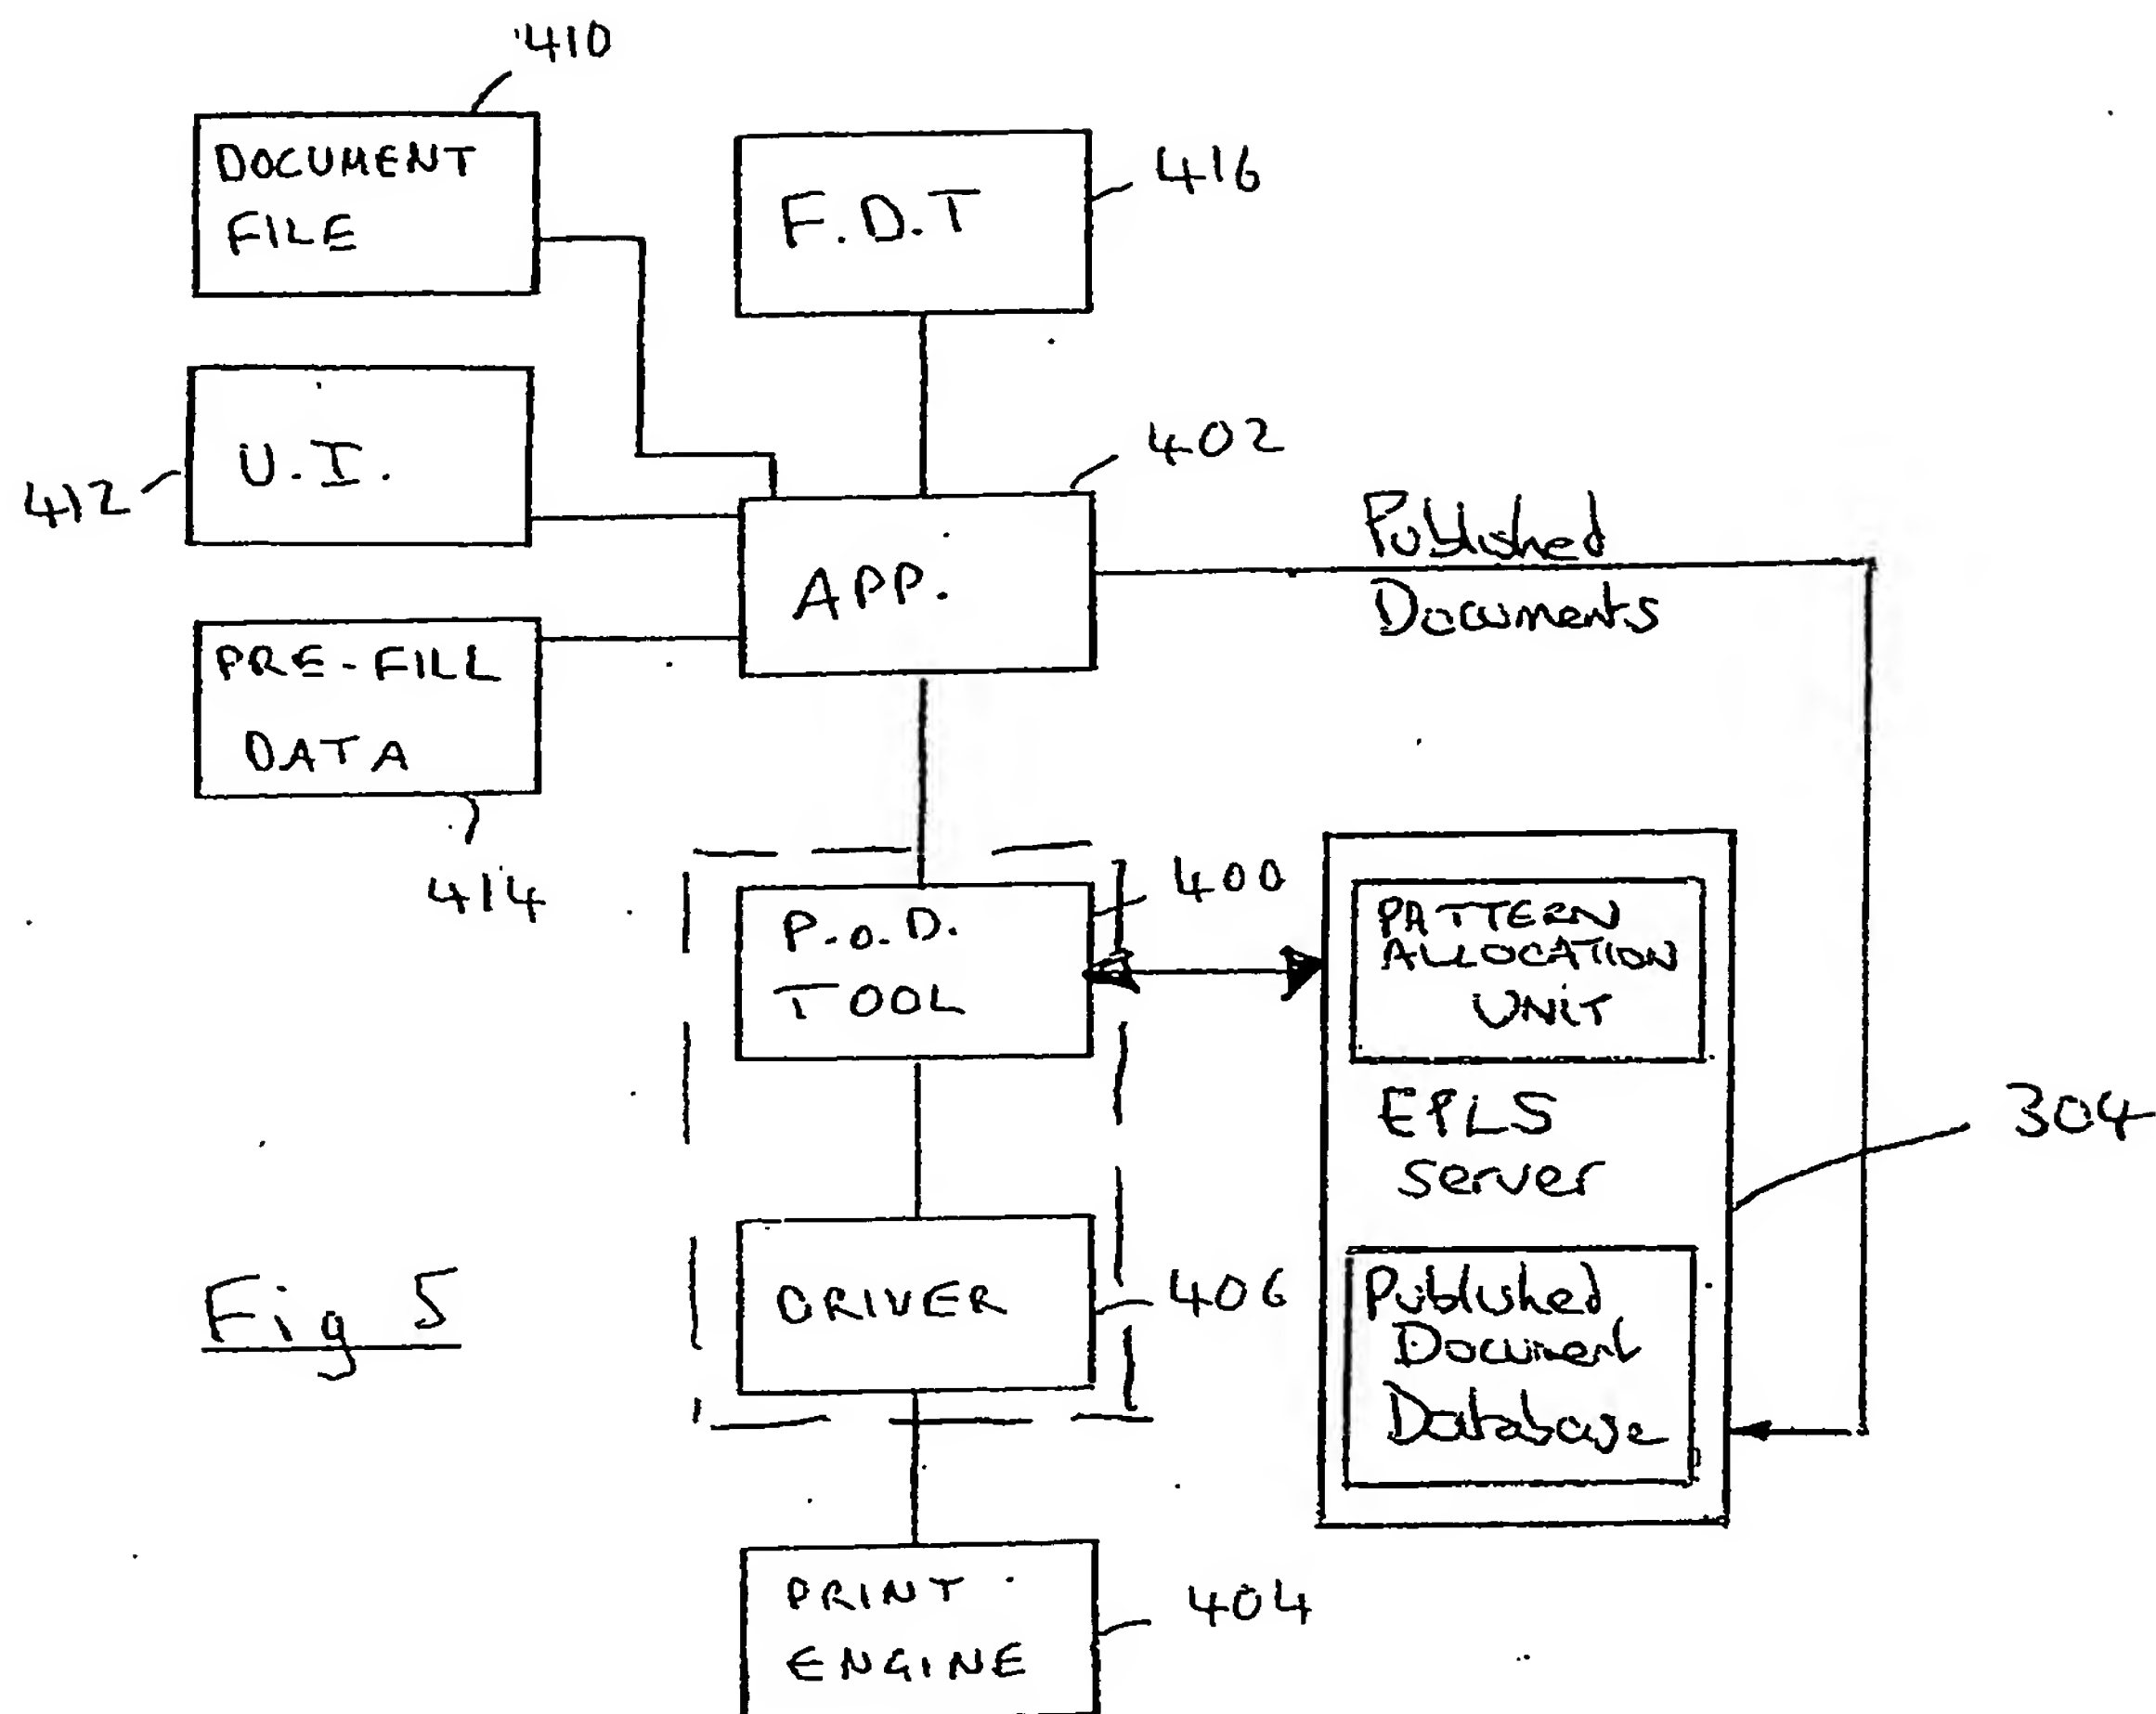 410
DOCUMENT
FILE
F.D.T
416
U.I.
412
402
APP.
Published
Documents
PRE-FILL
DATA
414
P.O.D.
TOOL
400
PATTERN
ALLOCATION
UNIT
EPLS
Server
304
DRIVER
406
Published
Document
Database
Fig 5
PRINT
ENGINE
404